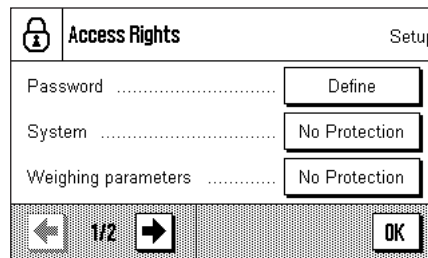 Access Rights Setup
Password ............................ Define
System ............................... No Protection
Weighing parameters ............ No Protection
1/2 OK